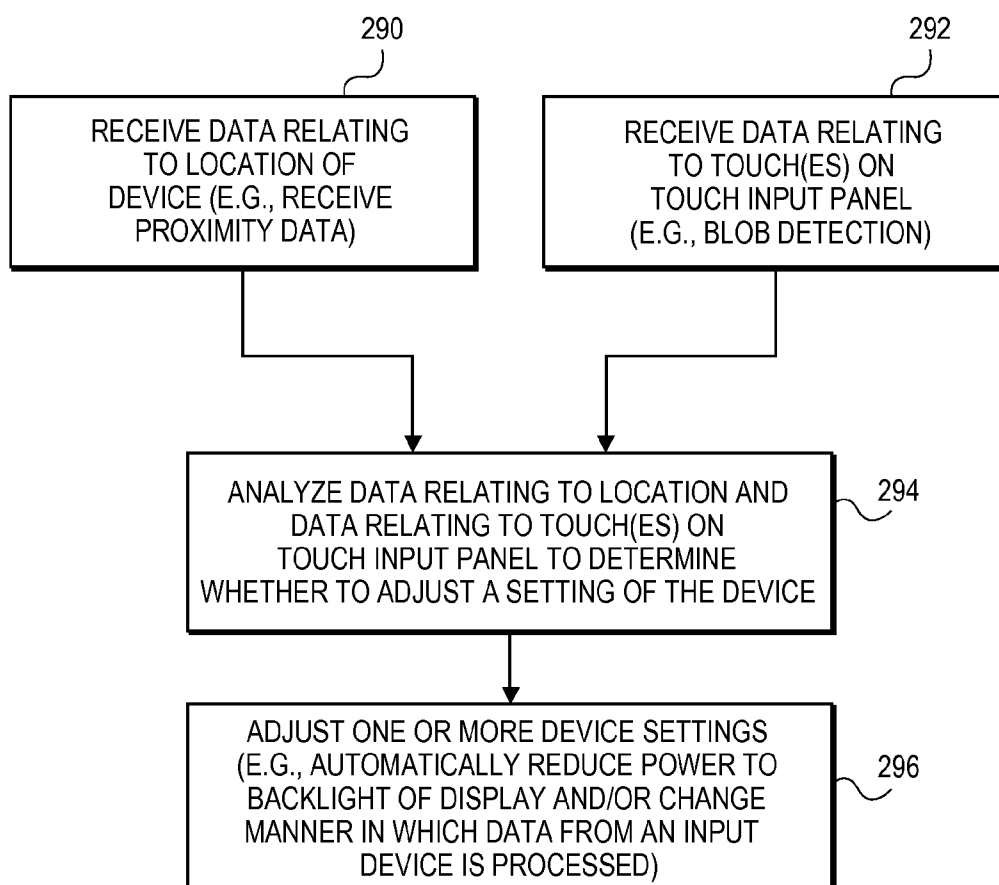 290
292
RECEIVE DATA RELATING
TO LOCATION OF
DEVICE (E.G., RECEIVE
PROXIMITY DATA)
RECEIVE DATA RELATING
TO TOUCH(ES) ON
TOUCH INPUT PANEL
(E.G., BLOB DETECTION)
ANALYZE DATA RELATING TO LOCATION AND
DATA RELATING TO TOUCH(ES) ON
TOUCH INPUT PANEL TO DETERMINE
WHETHER TO ADJUST A SETTING OF THE DEVICE
294
ADJUST ONE OR MORE DEVICE SETTINGS
(E.G., AUTOMATICALLY REDUCE POWER TO
BACKLIGHT OF DISPLAY AND/OR CHANGE
MANNER IN WHICH DATA FROM AN INPUT
DEVICE IS PROCESSED)
296